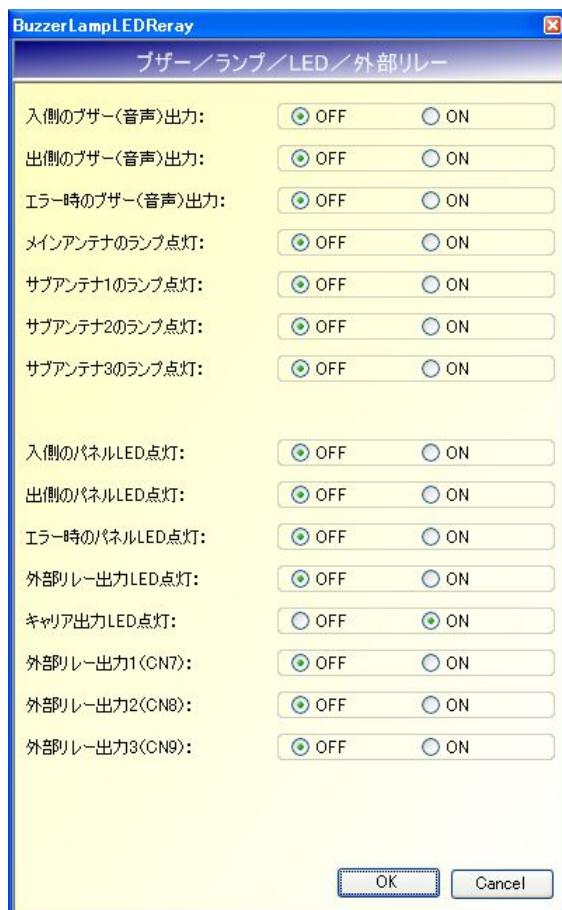 BuzzerLampLEDReray
ブザー／ランプ／LED／外部リレー
入側のブザー(音声)出力: OFF ON
出側のブザー(音声)出力: OFF ON
エラー時のブザー(音声)出力: OFF ON
メインアンテナのランプ点灯: OFF ON
サブアンテナ1のランプ点灯: OFF ON
サブアンテナ2のランプ点灯: OFF ON
サブアンテナ3のランプ点灯: OFF ON
入側のパネルLED点灯: OFF ON
出側のパネルLED点灯: OFF ON
エラー時のパネルLED点灯: OFF ON
外部リレー出力LED点灯: OFF ON
キャリア出力LED点灯: OFF ON
外部リレー出力1(CN7): OFF ON
外部リレー出力2(CN8): OFF ON
外部リレー出力3(CN9): OFF ON
OK Cancel